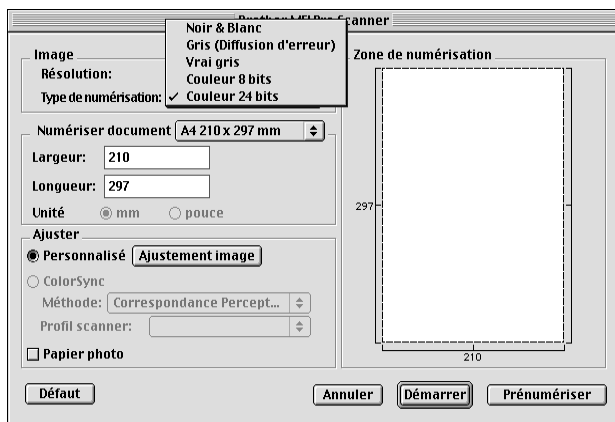 Noir & Blanc
Gris (Diffusion d'erreur)
Vrai gris
Couleur 8 bits
✓ Couleur 24 bits
Image
Résolution:
Type de numérisation:
Numériser document A4 210 x 297 mm
Largeur: 210
Longueur: 297
Unité mm pouce
Ajuster
Personnalisé Ajustement image
ColorSync
Méthode: Correspondance Percept...
Profil scanner:
Papier photo
Zone de numérisation
297
210
Défaut Annuler Démarrer Prénumériser